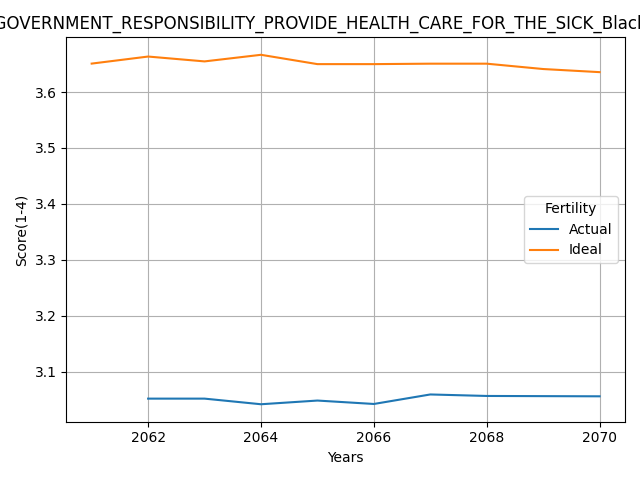 GOVERNMENT_RESPONSIBILITY_PROVIDE_HEALTH_CARE_FOR_THE_SICK_Black
3.6
3.5
3.4
3.3
3.2
3.1
Score(1-4)
Fertility
Actual
Ideal
2062
2064
2066
2068
2070
Years